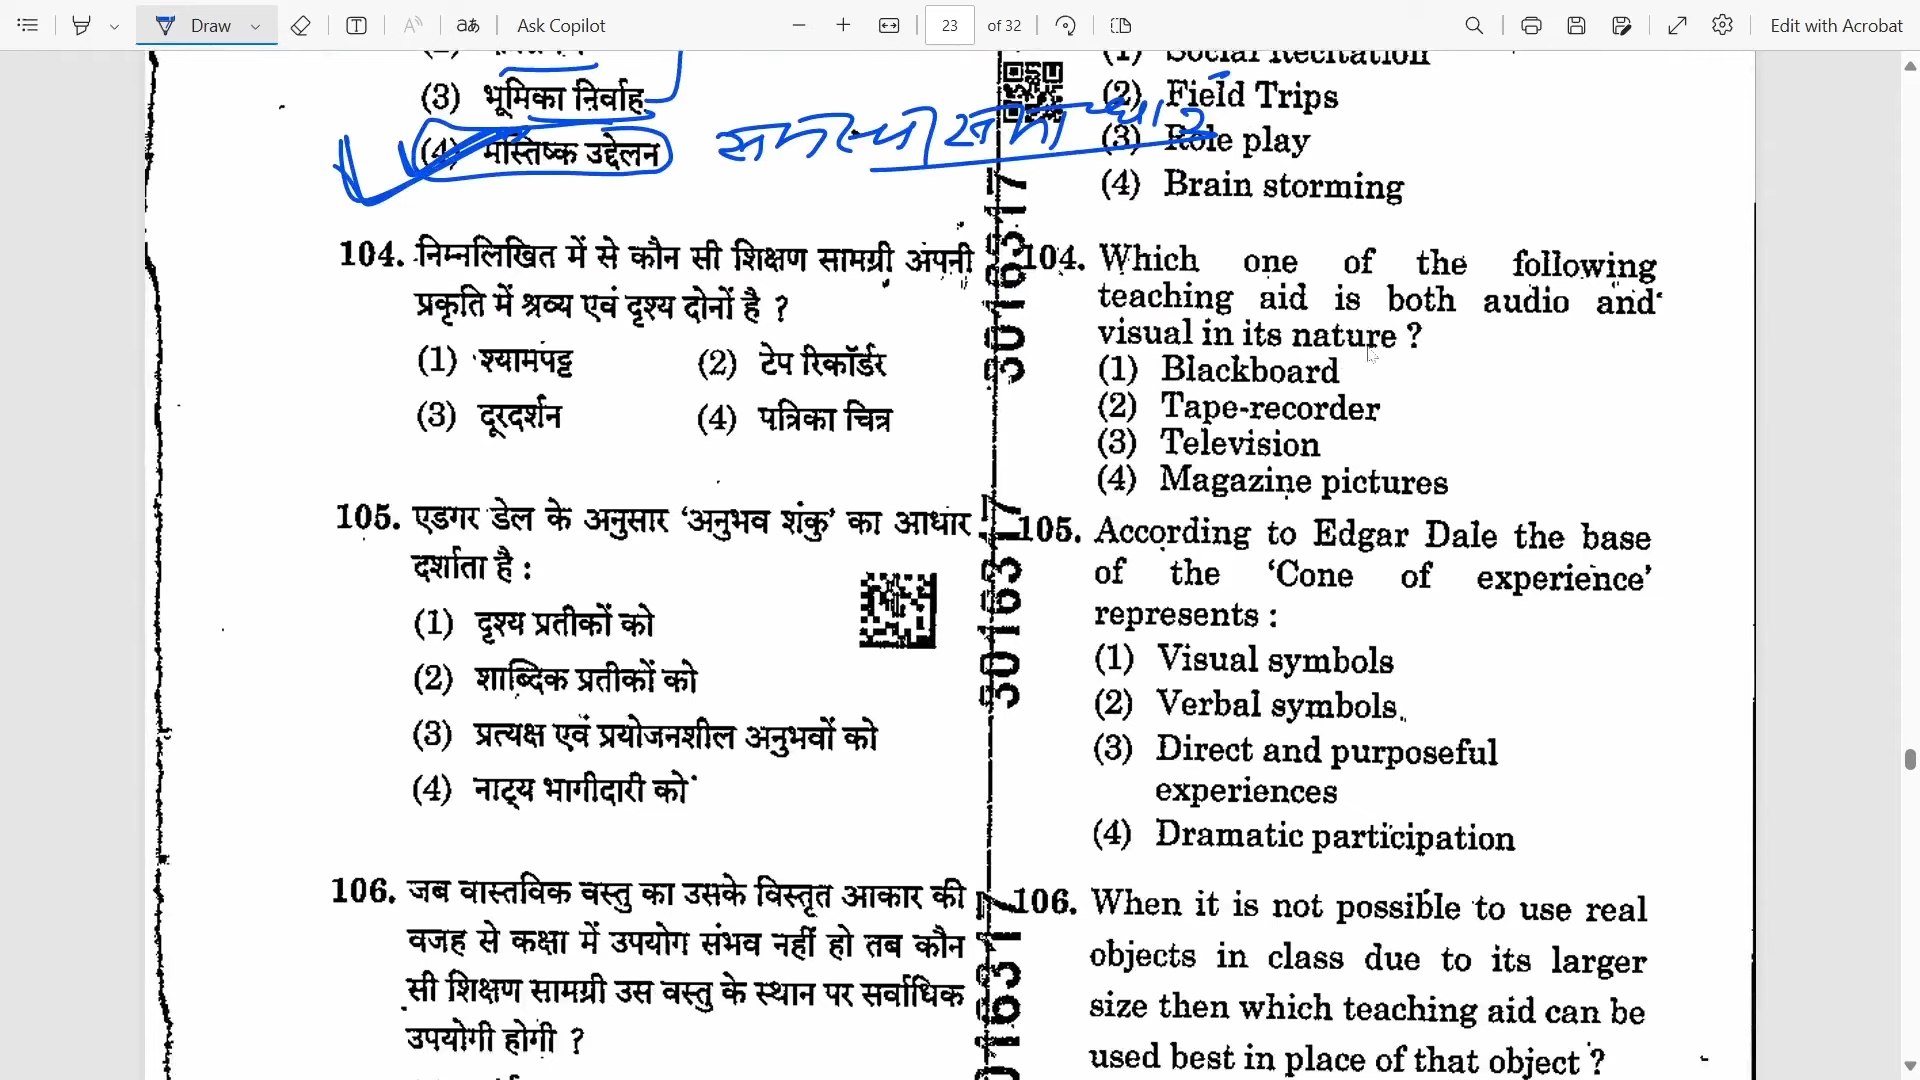 Draw
Ask Copilot
23 of 32
Edit with Acrobat
(3) भूमिका निर्वाह
(4) मस्तिष्क उद्देलन
104. निम्नलिखित में से कौन सी शिक्षण सामग्री अपनी
प्रकृति में श्रव्य एवं दृश्य दोनों है ?
(1) श्यामपट्ट (2) टेप रिकॉर्डर
(3) दूरदर्शन (4) पत्रिका चित्र
105. एडगर डेल के अनुसार ‘अनुभव शंकु’ का आधार
दर्शाता है :
(1) दृश्य प्रतीकों को
(2) शाब्दिक प्रतीकों को
(3) प्रत्यक्ष एवं प्रयोजनशील अनुभवों को
(4) नाट्य भागीदारी को
106. जब वास्तविक वस्तु का उसके विस्तृत आकार की
वजह से कक्षा में उपयोग संभव नहीं हो तब कौन
सी शिक्षण सामग्री उस वस्तु के स्थान पर सर्वाधिक
उपयोगी होगी ?
3016317
3016317
3016317
(1) Social Recitation
(2) Field Trips
(3) Role play
(4) Brain storming
104. Which one of the following
teaching aid is both audio and
visual in its nature ?
(1) Blackboard
(2) Tape-recorder
(3) Television
(4) Magazine pictures
105. According to Edgar Dale the base
of the ‘Cone of experience’
represents :
(1) Visual symbols
(2) Verbal symbols
(3) Direct and purposeful
experiences
(4) Dramatic participation
106. When it is not possible to use real
objects in class due to its larger
size then which teaching aid can be
used best in place of that object ?